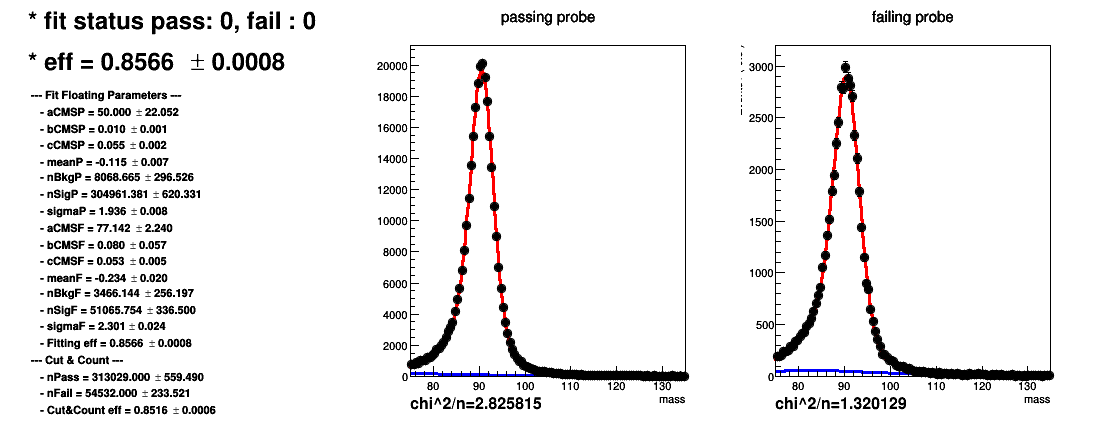 * fit status pass: 0, fail : 0
* eff = 0.8566 ± 0.0008
--- Fit Floating Parameters ---
- aCMSP = 50.000 ± 22.052
- bCMSP = 0.010 ± 0.001
- cCMSP = 0.055 ± 0.002
- meanP = -0.115 ± 0.007
- nBkgP = 8068.665 ± 296.526
- nSigP = 304961.381 ± 620.331
- sigmaP = 1.936 ± 0.008
- aCMSF = 77.142 ± 2.240
- bCMSF = 0.080 ± 0.057
- cCMSF = 0.053 ± 0.005
- meanF = -0.234 ± 0.020
- nBkgF = 3466.144 ± 256.197
- nSigF = 51065.754 ± 336.500
- sigmaF = 2.301 ± 0.024
- Fitting eff = 0.8566 ± 0.0008
--- Cut & Count ---
- nPass = 313029.000 ± 559.490
- nFail = 54532.000 ± 233.521
- Cut&Count eff = 0.8516 ± 0.0006
passing probe
20000
18000
16000
14000
12000
10000
8000
6000
4000
2000
0
80 90 100 110 120 130
mass
chi^2/n=2.825815
failing probe
3000
2500
2000
1500
1000
500
0
80 90 100 110 120 130
mass
chi^2/n=1.320129